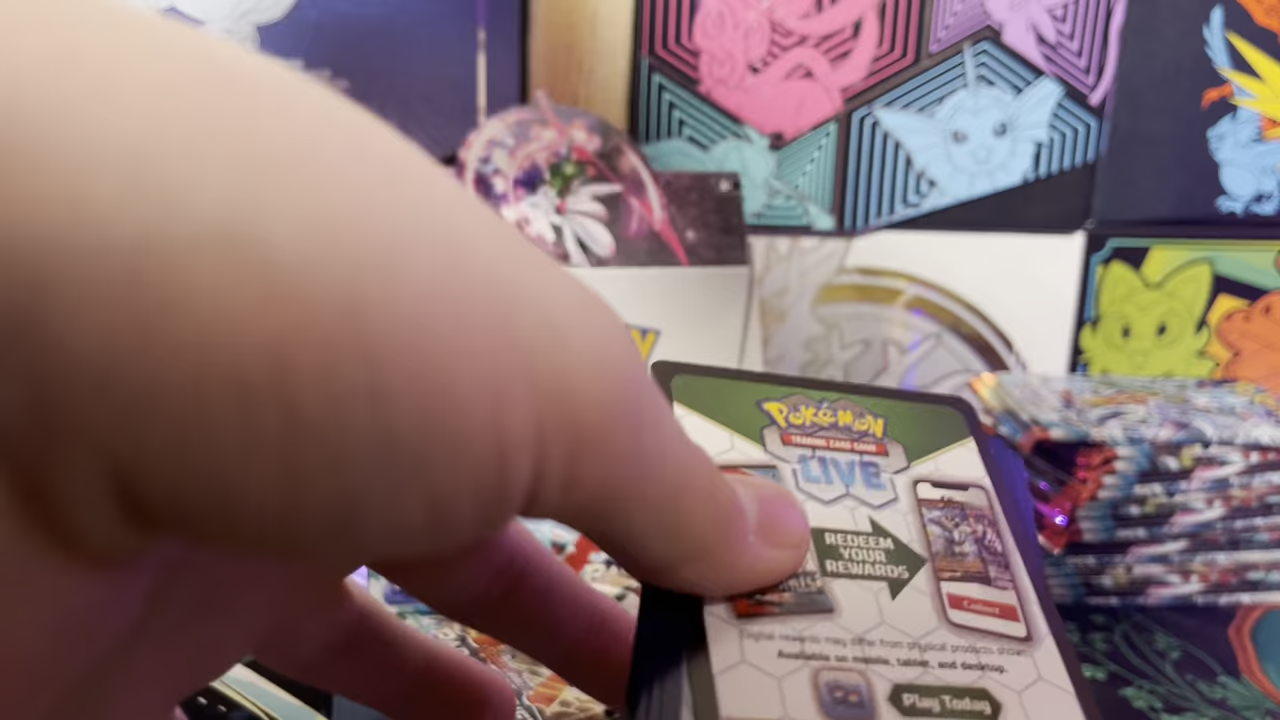 Y
POKéMON
TRADING CARD GAME
LIVE
REDEEM
YOUR
REWARDS
Collect
Digital rewards may differ from physical products shown.
Available on mobile, tablet, and desktop.
Play Today